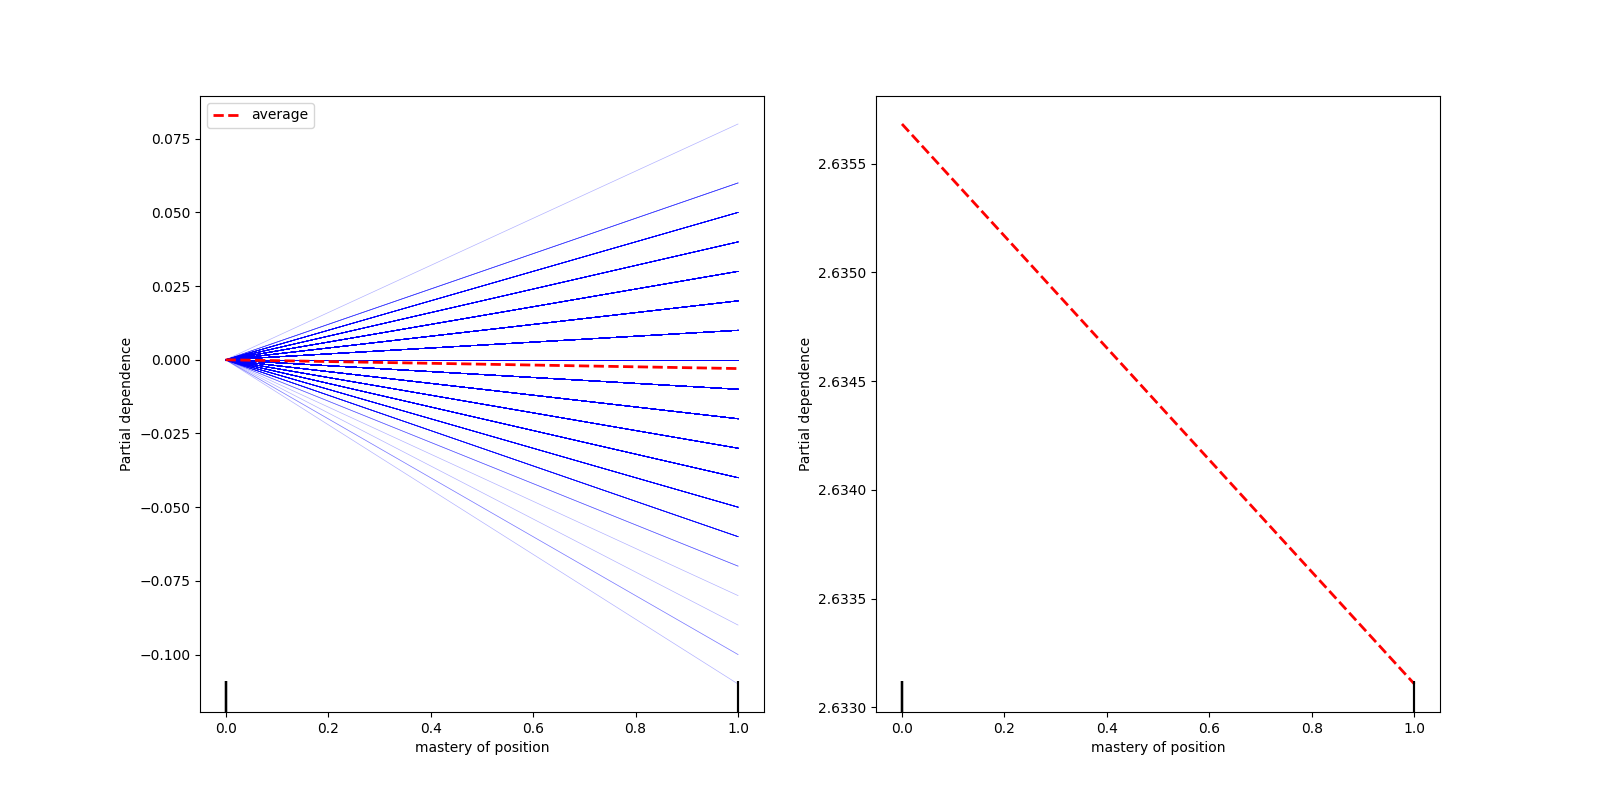 average
0.075
0.050
0.025
0.000
−0.025
−0.050
−0.075
−0.100
Partial dependence
0.0 0.2 0.4 0.6 0.8 1.0
mastery of position
2.6355
2.6350
2.6345
2.6340
2.6335
2.6330
Partial dependence
0.0 0.2 0.4 0.6 0.8 1.0
mastery of position